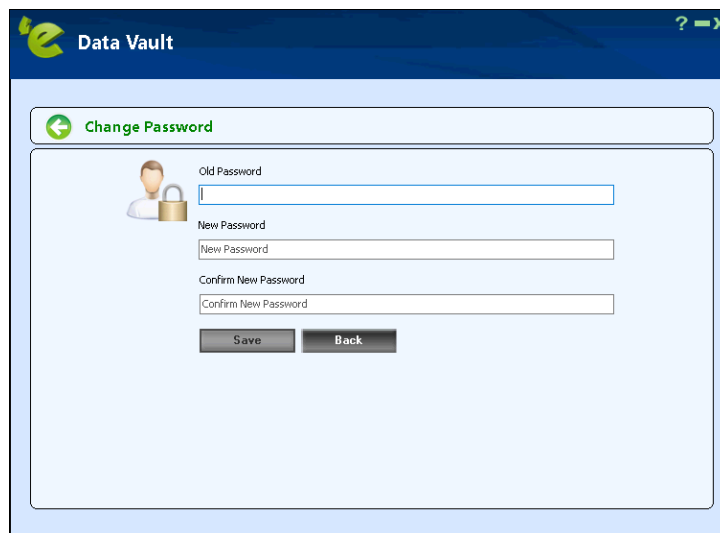 Data Vault
?
Change Password
Old Password
New Password
New Password
Confirm New Password
Confirm New Password
Save Back